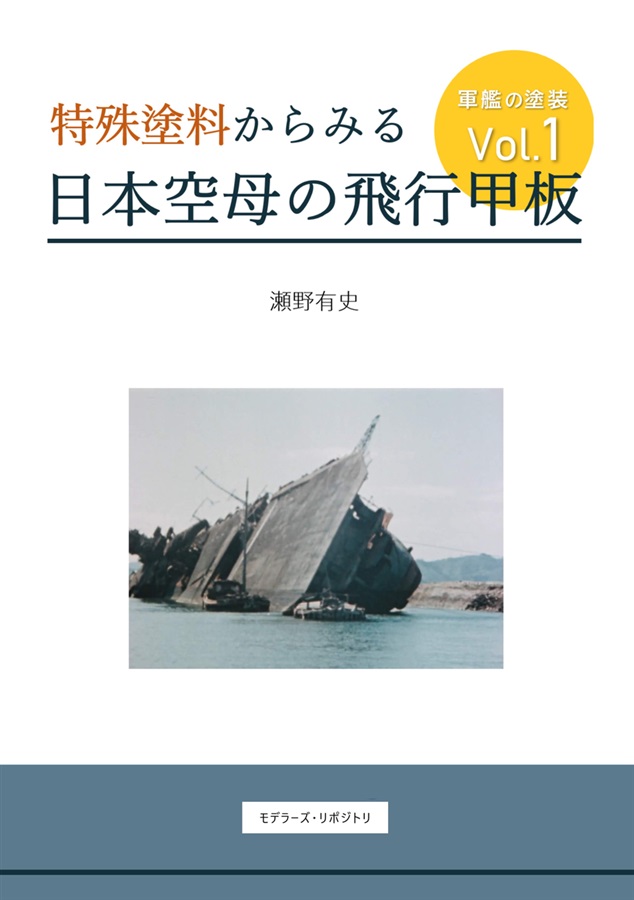 軍艦の塗装
Vol.1
特殊塗料からみる
日本空母の飛行甲板
瀬野有史
モデラーズ・リポジトリ